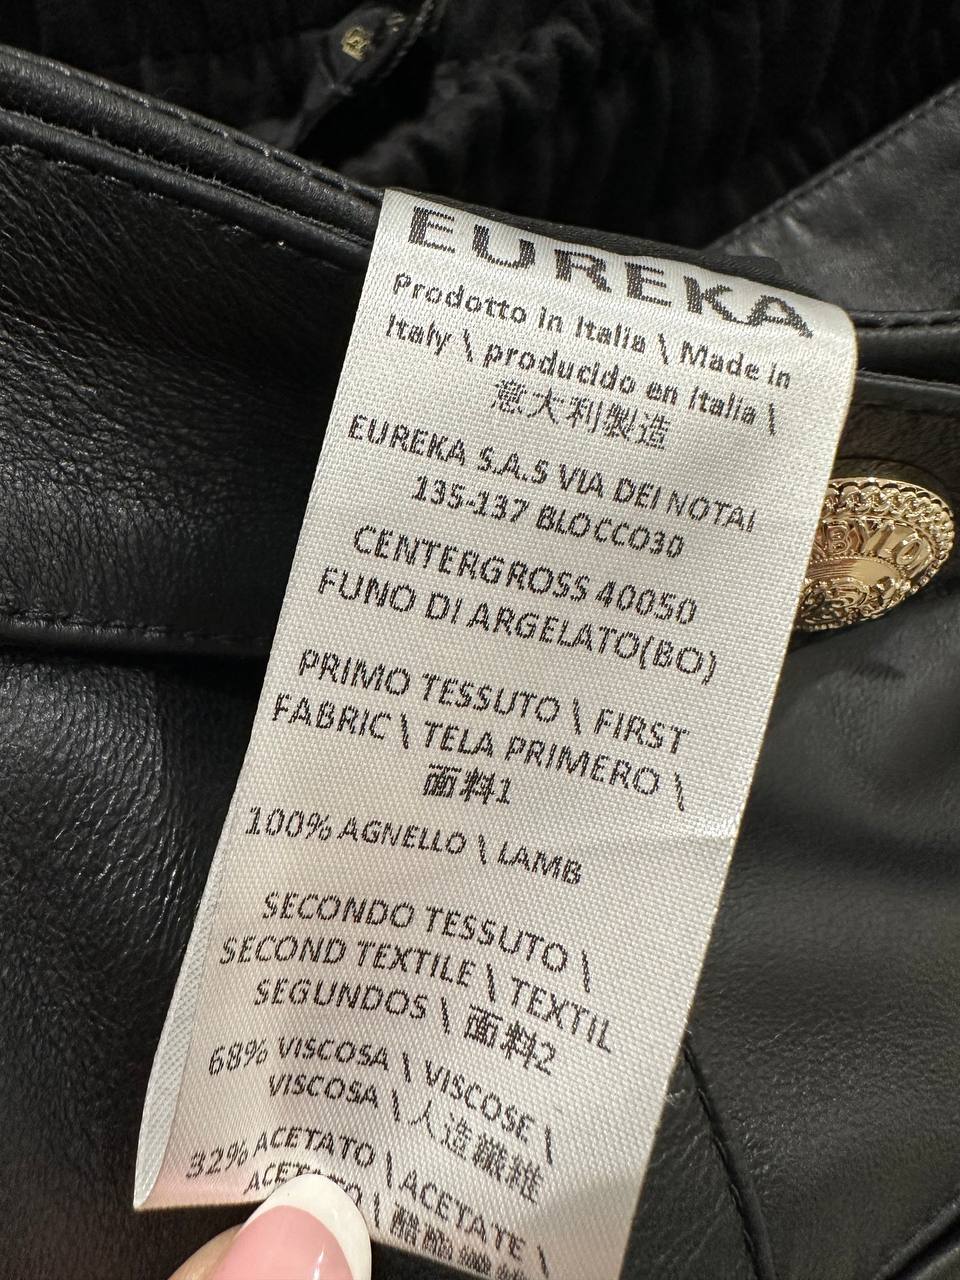 EUREKA
Prodotto in Italia \ Made in
Italy \ producido en Italia \
意大利製造
EUREKA S.A.S VIA DEI NOTAI
135-137 BLOCCO30
CENTERGROSS 40050
FUNO DI ARGELATO(BO)
PRIMO TESSUTO \ FIRST
FABRIC \ TELA PRIMERO \
面料1
100% AGNELLO \ LAMB
SECONDO TESSUTO \
SECOND TEXTILE \ TEXTIL
SEGUNDOS \ 面料2
68% VISCOSA \ VISCOSE \
VISCOSA \ 人造纖維
32% ACETATO \ ACETATE \
ACETATO \